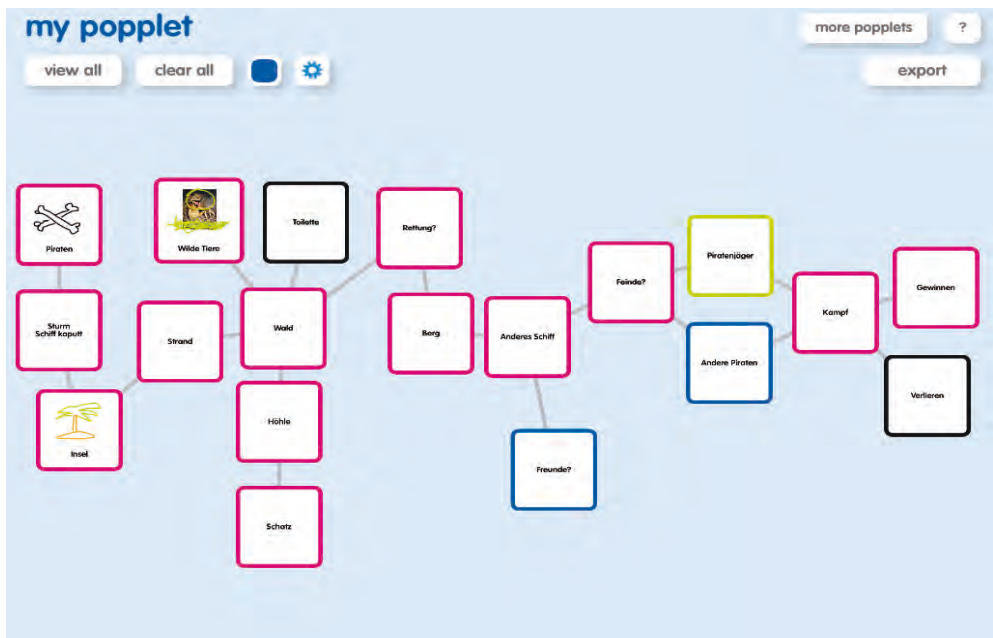 my popplet
more popplets
?
view all
clear all
export
Piraten
Wilde Tiere
Toilette
Rettung?
Sturm
Schiff kaputt
Strand
Wald
Berg
Anderes Schiff
Feinde?
Piratenjäger
Andere Piraten
Kampf
Gewinnen
Verlieren
Insel
Höhle
Freunde?
Schatz